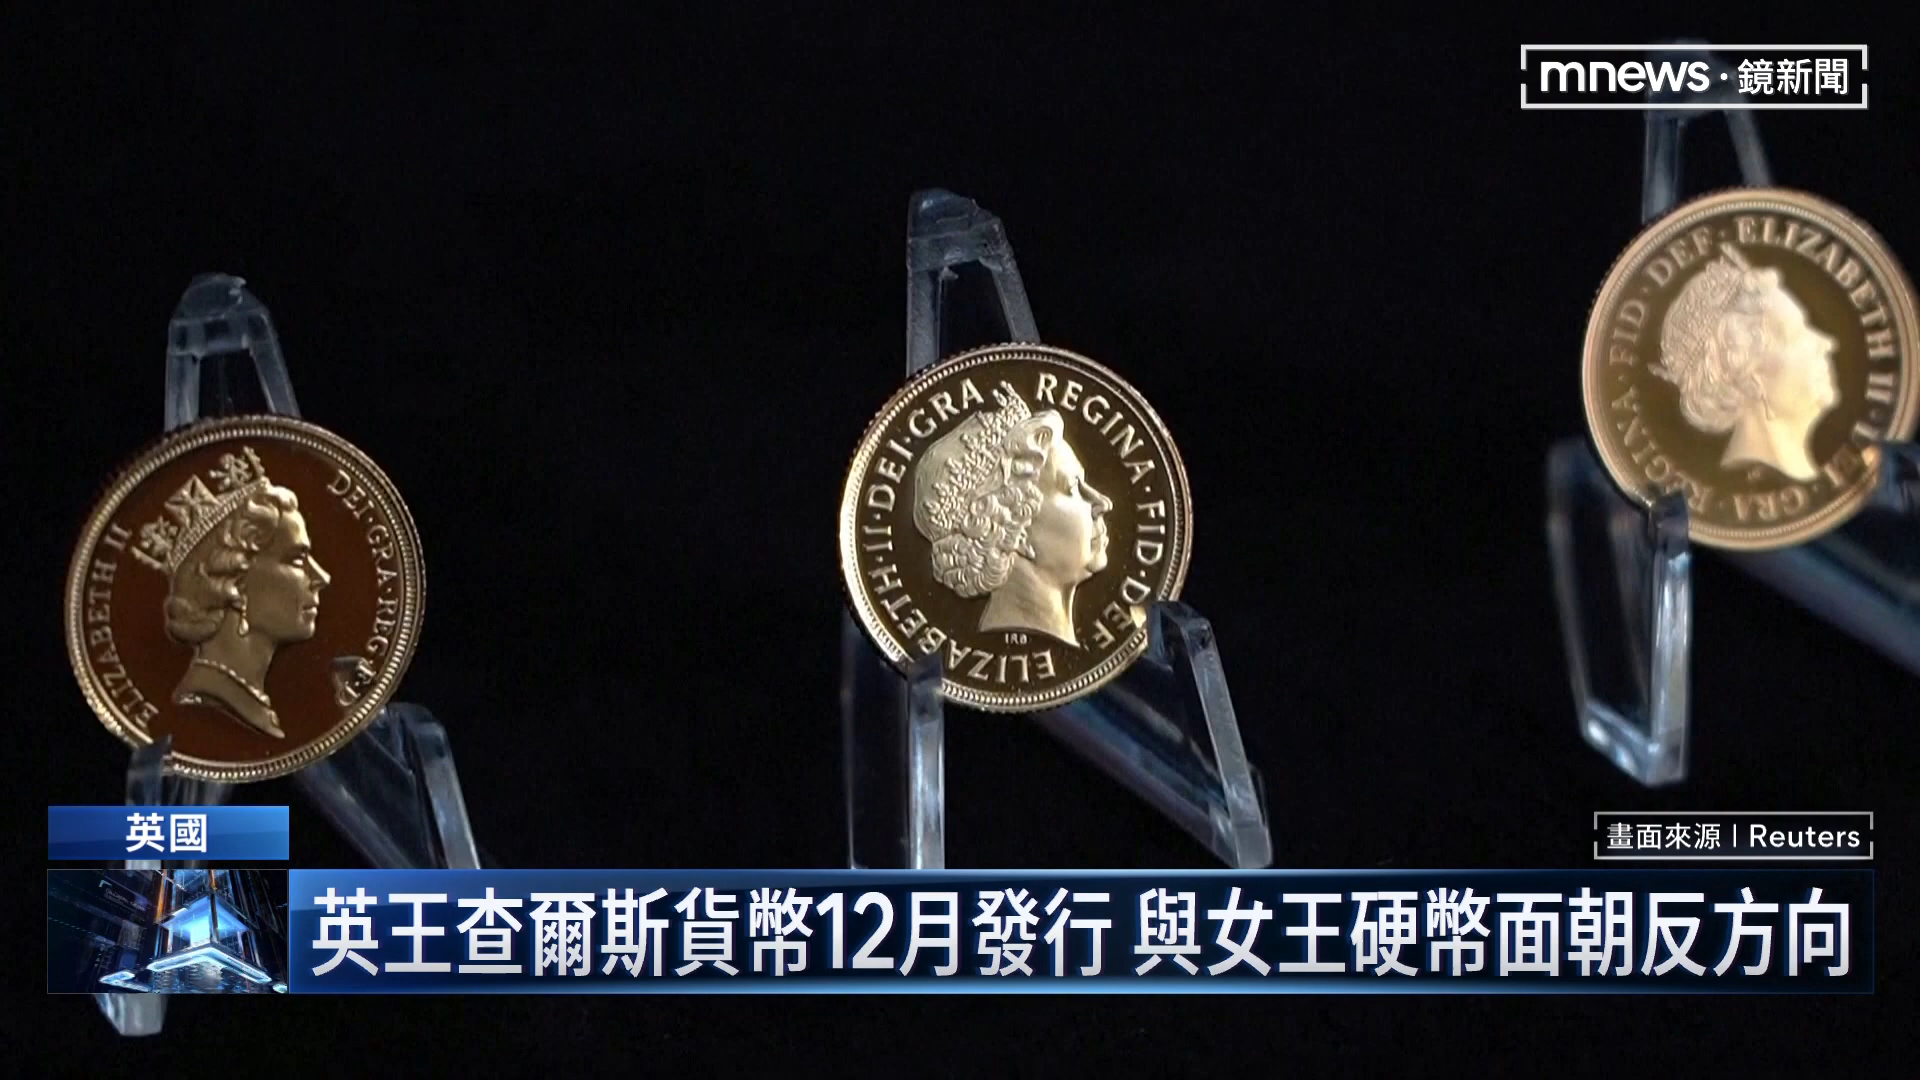 mnews·鏡新聞
ELIZABETH II DEI·GRA·REG·F·D
ELIZABETH·II·DEI·GRA REGINA·FID·DEF
IRB
ELIZABETH II·DEI·GRA·REGINA·FID·DEF·
英國
畫面來源 | Reuters
英王查爾斯貨幣12月發行 與女王硬幣面朝反方向